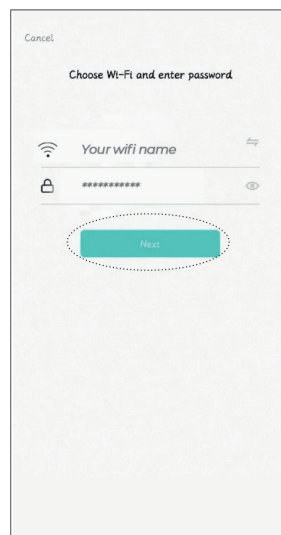 Cancel
Choose Wi-Fi and enter password
Your wifi name
***********
Next